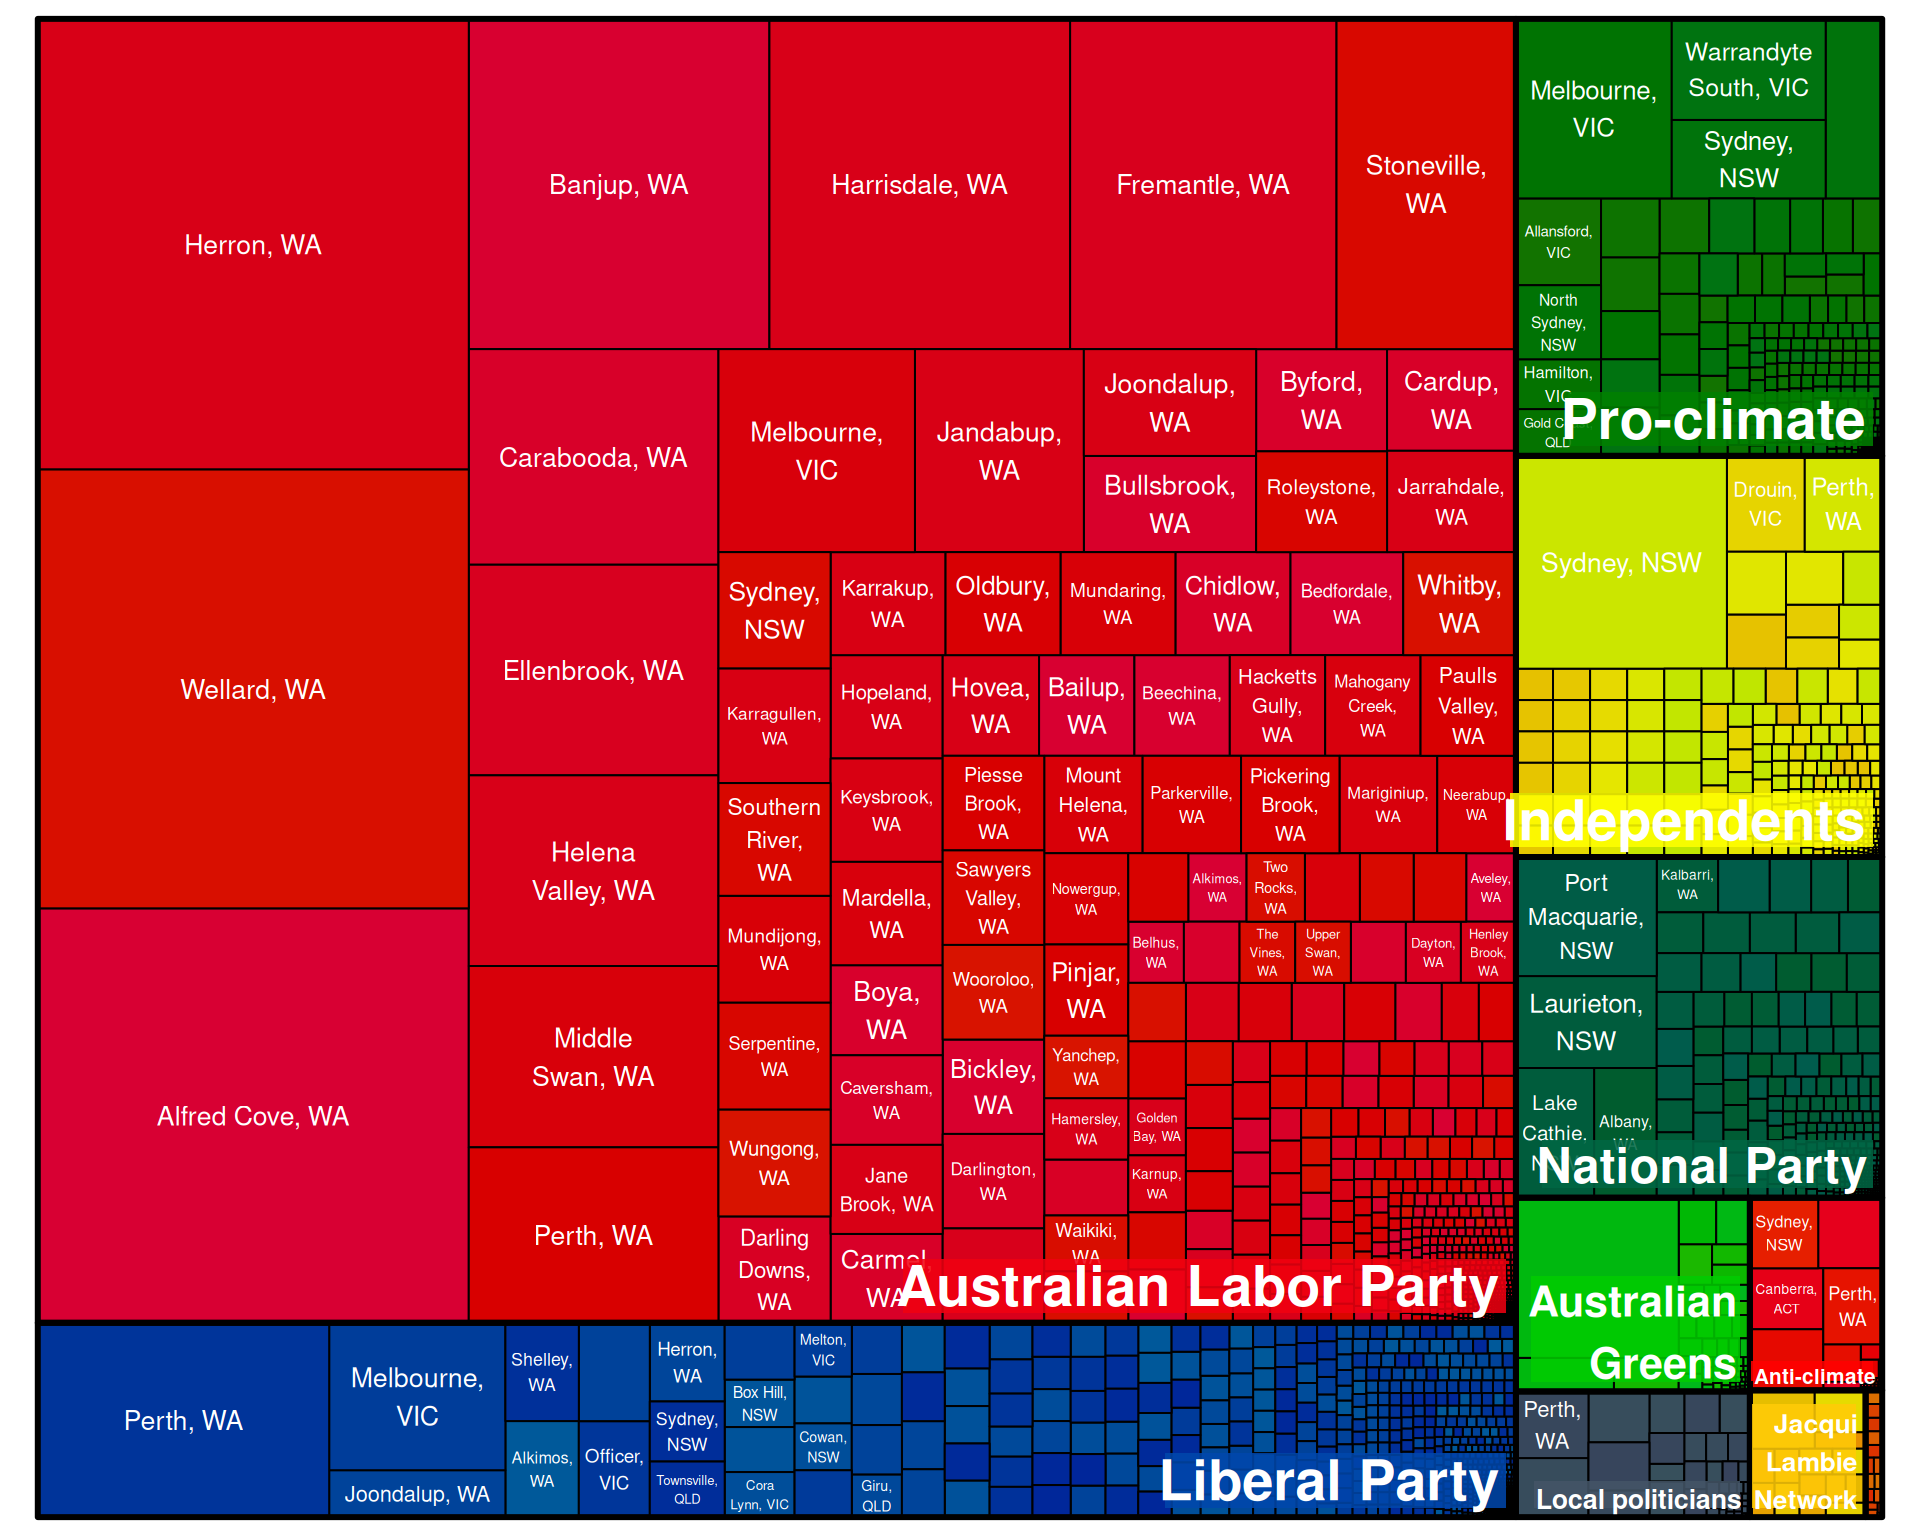 Herron, WA
Banjup, WA
Harrisdale, WA
Fremantle, WA
Stoneville,
WA
Wellard, WA
Alfred Cove, WA
Carabooda, WA
Ellenbrook, WA
Helena
Valley, WA
Middle
Swan, WA
Perth, WA
Melbourne,
VIC
Jandabup,
WA
Joondalup,
WA
Bullsbrook,
WA
Byford,
WA
Cardup,
WA
Roleystone,
WA
Jarrahdale,
WA
Sydney,
NSW
Karrakup,
WA
Oldbury,
WA
Mundaring,
WA
Chidlow,
WA
Bedfordale,
WA
Whitby,
WA
Karragullen,
WA
Hopeland,
WA
Hovea,
WA
Bailup,
WA
Beechina,
WA
Hacketts
Gully,
WA
Mahogany
Creek,
WA
Paulls
Valley,
WA
Southern
River,
WA
Keysbrook,
WA
Piesse
Brook,
WA
Mount
Helena,
WA
Parkerville,
WA
Pickering
Brook,
WA
Mariginiup,
WA
Neerabup,
WA
Mundijong,
WA
Mardella,
WA
Sawyers
Valley,
WA
Nowergup,
WA
Alkimos,
WA
Two
Rocks,
WA
Aveley,
WA
Belhus,
WA
The
Vines,
WA
Upper
Swan,
WA
Dayton,
WA
Henley
Brook,
WA
Serpentine,
WA
Boya,
WA
Wooroloo,
WA
Pinjar,
WA
Wungong,
WA
Caversham,
WA
Bickley,
WA
Yanchep,
WA
Hamersley,
WA
Golden
Bay, WA
Karnup,
WA
Jane
Brook, WA
Darlington,
WA
Waikiki,
WA
Darling
Downs,
WA
Carmel,
WA
Australian Labor Party
Perth, WA
Melbourne,
VIC
Joondalup, WA
Shelley,
WA
Alkimos,
WA
Officer,
VIC
Herron,
WA
Sydney,
NSW
Townsville,
QLD
Box Hill,
NSW
Cora
Lynn, VIC
Melton,
VIC
Cowan,
NSW
Giru,
QLD
Liberal Party
Melbourne,
VIC
Warrandyte
South, VIC
Sydney,
NSW
Allansford,
VIC
North
Sydney,
NSW
Hamilton,
VIC
Gold
QLD
Pro-climate
Sydney, NSW
Drouin,
VIC
Perth,
WA
Independents
Port
Macquarie,
NSW
Kalbarri,
WA
Laurieton,
NSW
Lake
Cathie,
Albany,
WA
National Party
Australian
Greens
Sydney,
NSW
Canberra,
ACT
Perth,
WA
Anti-climate
Perth,
WA
Local politicians
Jacqui
Lambie
Network